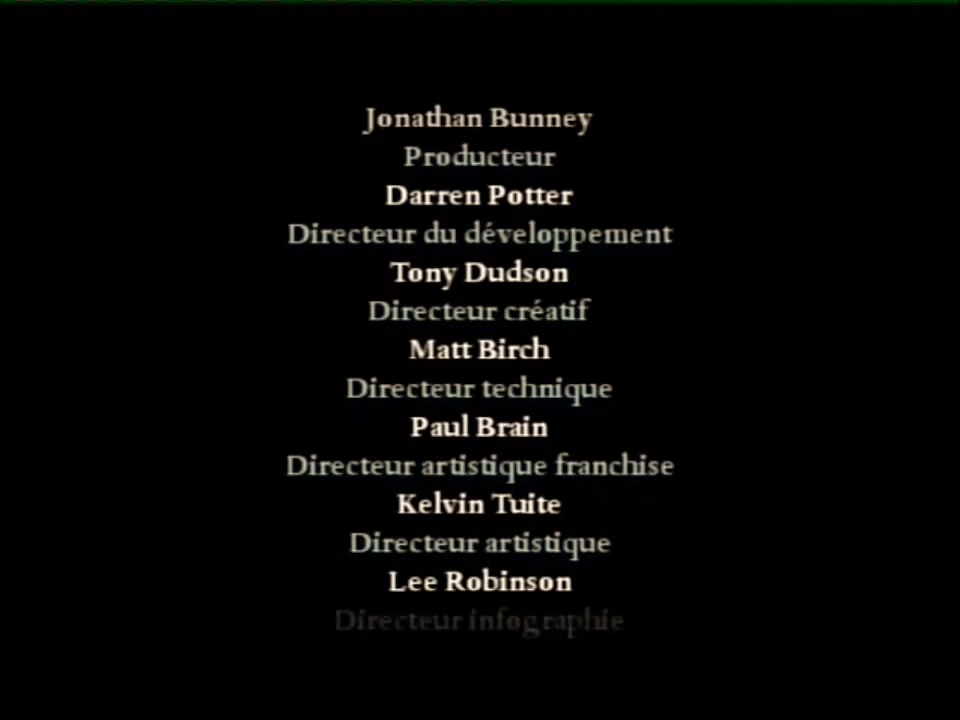 Jonathan Bunney
Producteur
Darren Potter
Directeur du développement
Tony Dudson
Directeur créatif
Matt Birch
Directeur technique
Paul Brain
Directeur artistique franchise
Kelvin Tuite
Directeur artistique
Lee Robinson
Directeur infographie